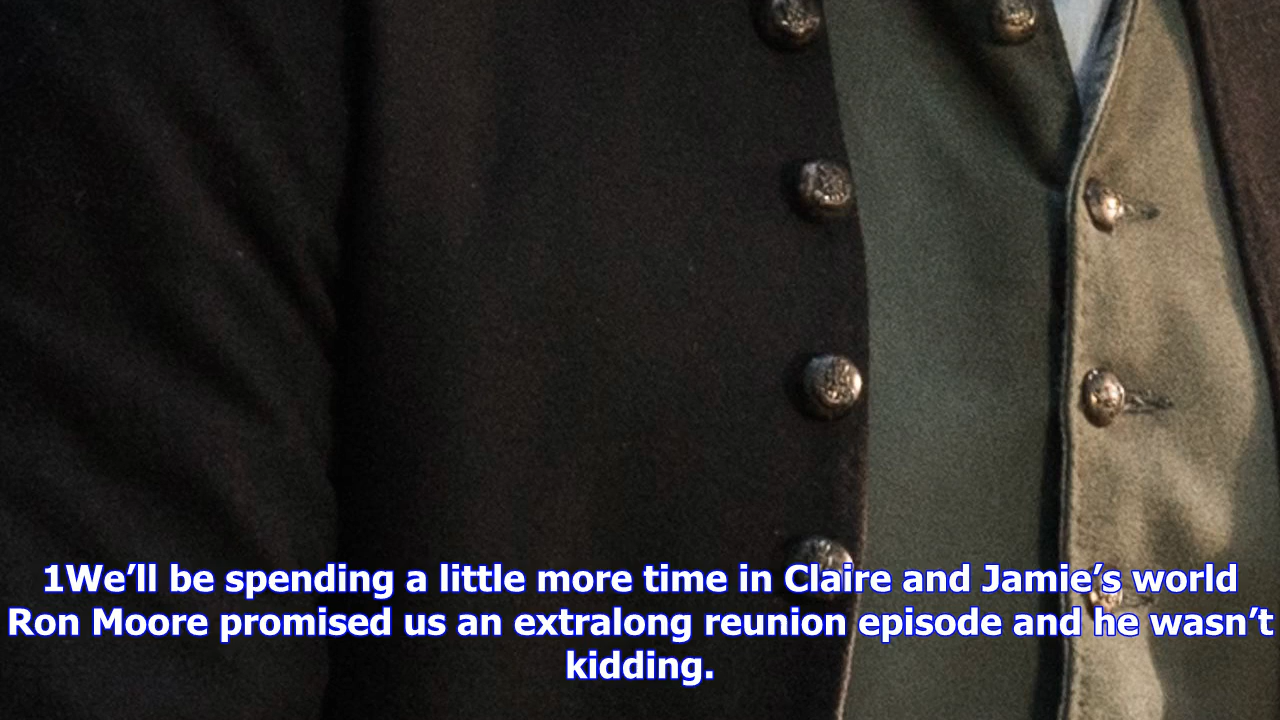 1We’ll be spending a little more time in Claire and Jamie’s world
Ron Moore promised us an extralong reunion episode and he wasn’t
kidding.